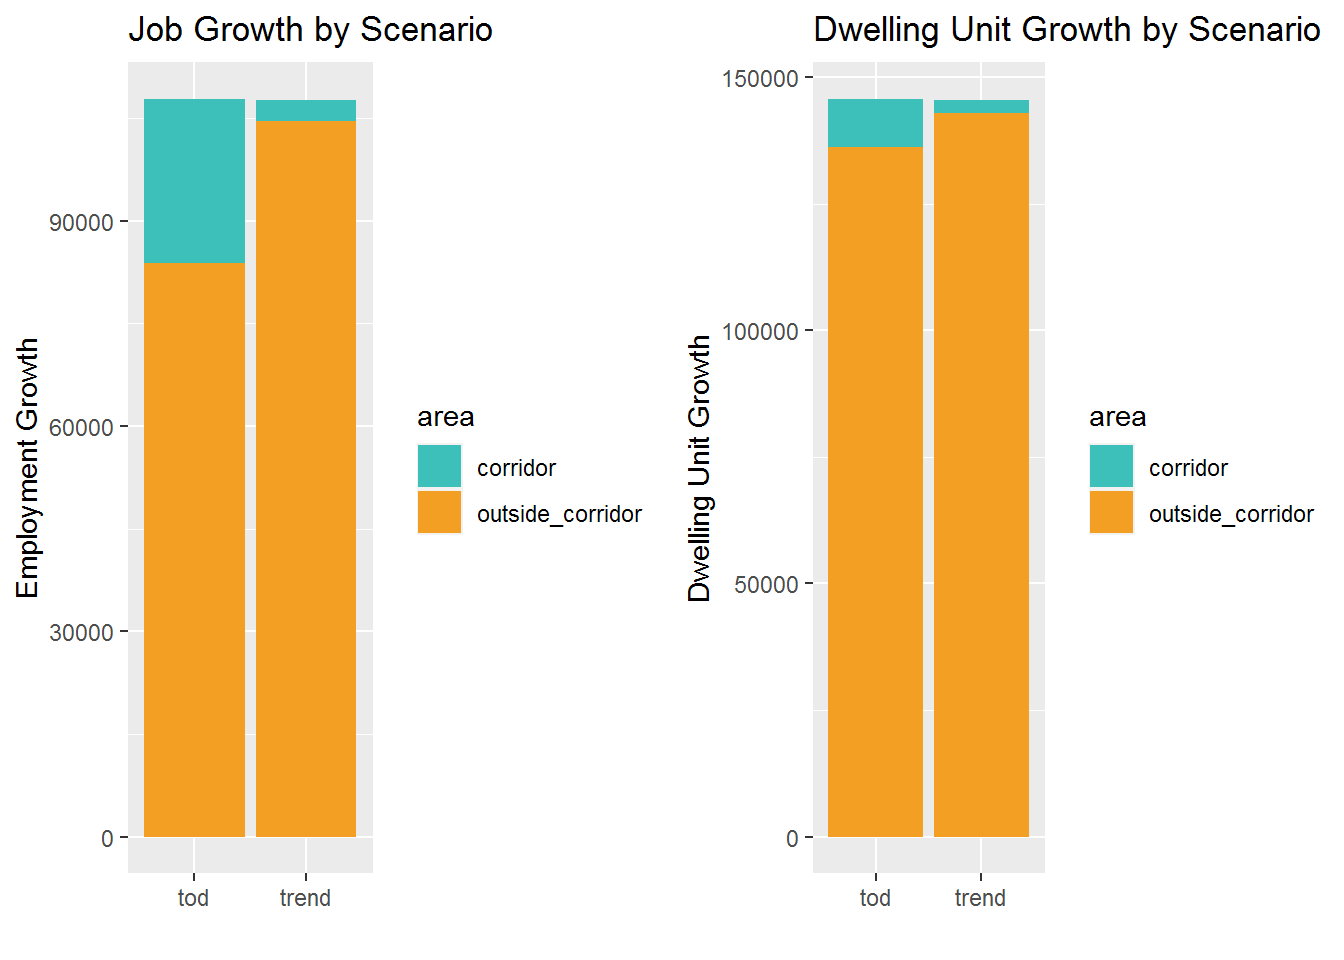 Job Growth by Scenario
Employment Growth
90000
60000
30000
0
tod
trend
area
corridor
outside_corridor
Dwelling Unit Growth by Scenario
Dwelling Unit Growth
150000
100000
50000
0
tod
trend
area
corridor
outside_corridor